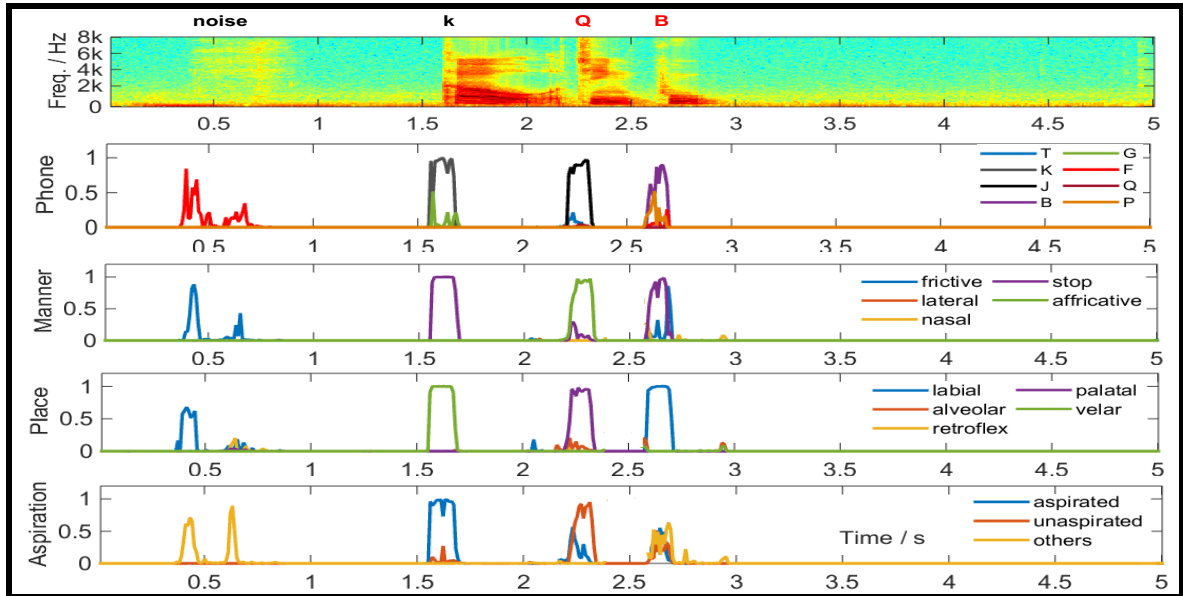 noise k Q B
Freq. / Hz
8k
6k
4k
2k
0
0.5 1 1.5 2 2.5 3 3.5 4 4.5 5
Phone
1
0.5
0
T G
K F
J Q
B P
0.5 1 1.5 2 2.5 3 3.5 4 4.5 5
Manner
1
0.5
0
frictive stop
lateral affricative
nasal
0.5 1 1.5 2 2.5 3 3.5 4 4.5 5
Place
1
0.5
0
labial palatal
alveolar velar
retroflex
0.5 1 1.5 2 2.5 3 3.5 4 4.5 5
Aspiration
1
0.5
0
aspirated
unaspirated
others
Time / s
0.5 1 1.5 2 2.5 3 3.5 4 4.5 5